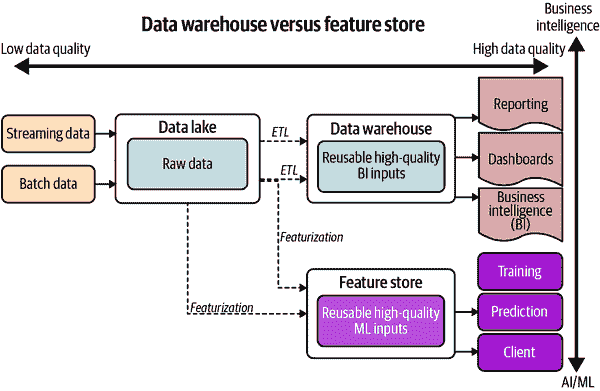 Data warehouse versus feature store
Business
intelligence
Low data quality
High data quality
Streaming data
Batch data
Data lake
Raw data
ETL
ETL
Data warehouse
Reusable high-quality
BI inputs
Reporting
Dashboards
Business
intelligence
(BI)
Featurization
Featurization
Feature store
Reusable high-quality
ML inputs
Training
Prediction
Client
AI/ML